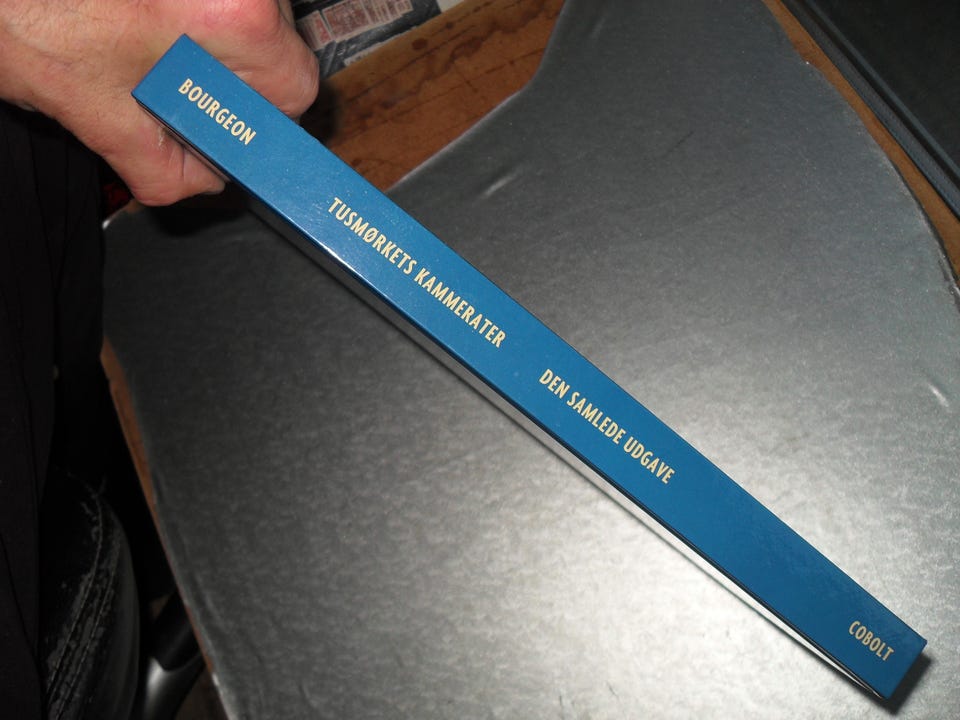 BOURGEON
TUSMØRKETS KAMMERATER
DEN SAMLEDE UDGAVE
COBOLT